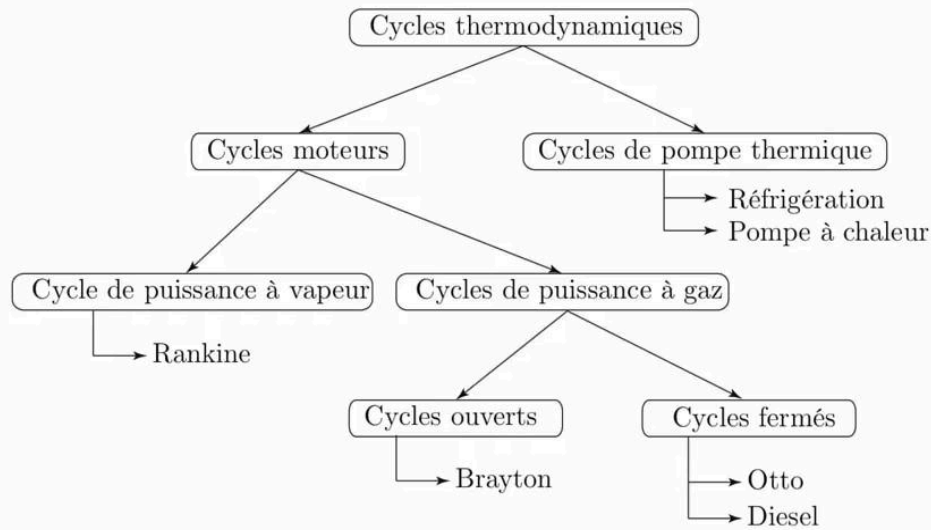 Cycles thermodynamiques
Cycles moteurs
Cycles de pompe thermique
Réfrigération
Pompe à chaleur
Cycle de puissance à vapeur
Cycles de puissance à gaz
Rankine
Cycles ouverts
Cycles fermés
Brayton
Otto
Diesel